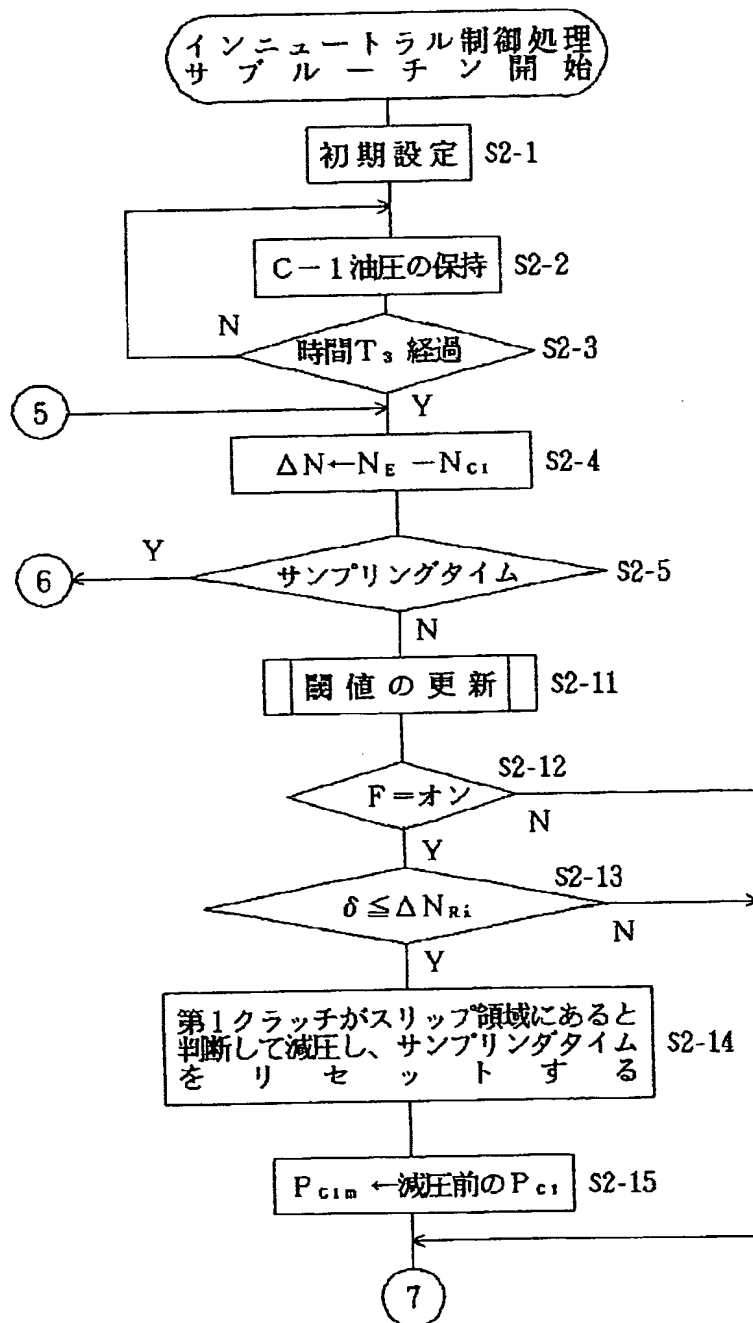 インニュートラル制御処理
サブルーチン開始
初期設定 S2-1
C-1油圧の保持 S2-2
N
時間T₃経過 S2-3
5
Y
ΔN←N_E-N_C1 S2-4
Y
6
サンプリングタイム S2-5
N
閾値の更新 S2-11
S2-12
F=オン
N
Y
S2-13
δ≦ΔN_Ri
N
Y
第1クラッチがスリップ領域にあると
判断して減圧し、サンプリングタイム
をリセットする
S2-14
P_C1m←減圧前のP_C1 S2-15
7